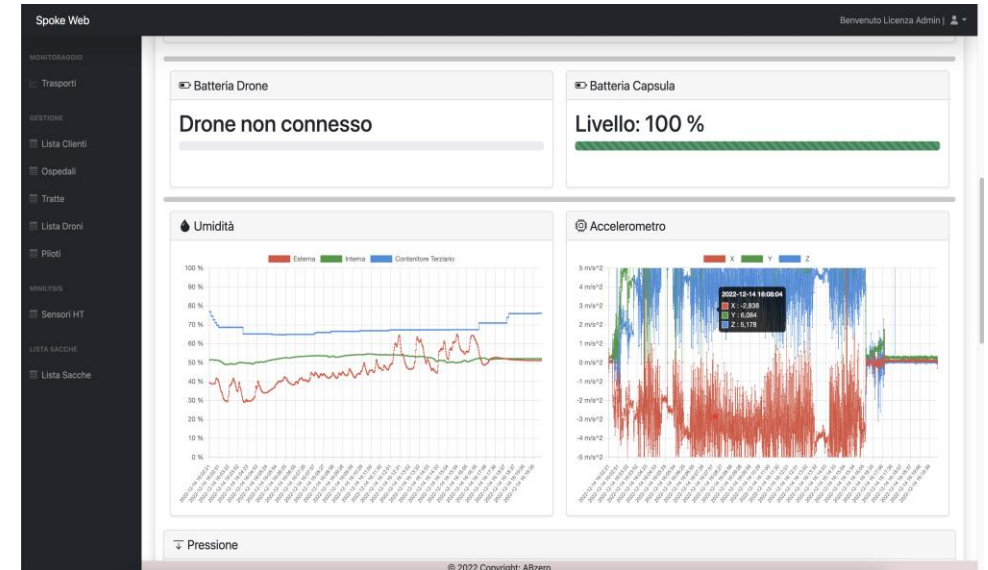 Spoke Web
Benvenuto Licenza Admin |
MONITORAGGIO
Trasporti
GESTIONE
Lista Clienti
Ospedali
Tratte
Lista Droni
Piloti
MINILYSIS
Sensori HT
LISTA SACCHE
Lista Sacche
Batteria Drone
Drone non connesso
Batteria Capsula
Livello: 100 %
Umidità
Esterna Interna Contenitore Terziario
100 %
90 %
80 %
70 %
60 %
50 %
40 %
30 %
20 %
10 %
0 %
Accelerometro
X Y Z
5 m/s^2
4 m/s^2
3 m/s^2
2 m/s^2
1 m/s^2
0 m/s^2
-1 m/s^2
-2 m/s^2
-3 m/s^2
-4 m/s^2
-5 m/s^2
2022-12-14 16:08:04
X : -2,838
Y : 6,084
Z : 5,178
Pressione
© 2022 Copyright: ABzero